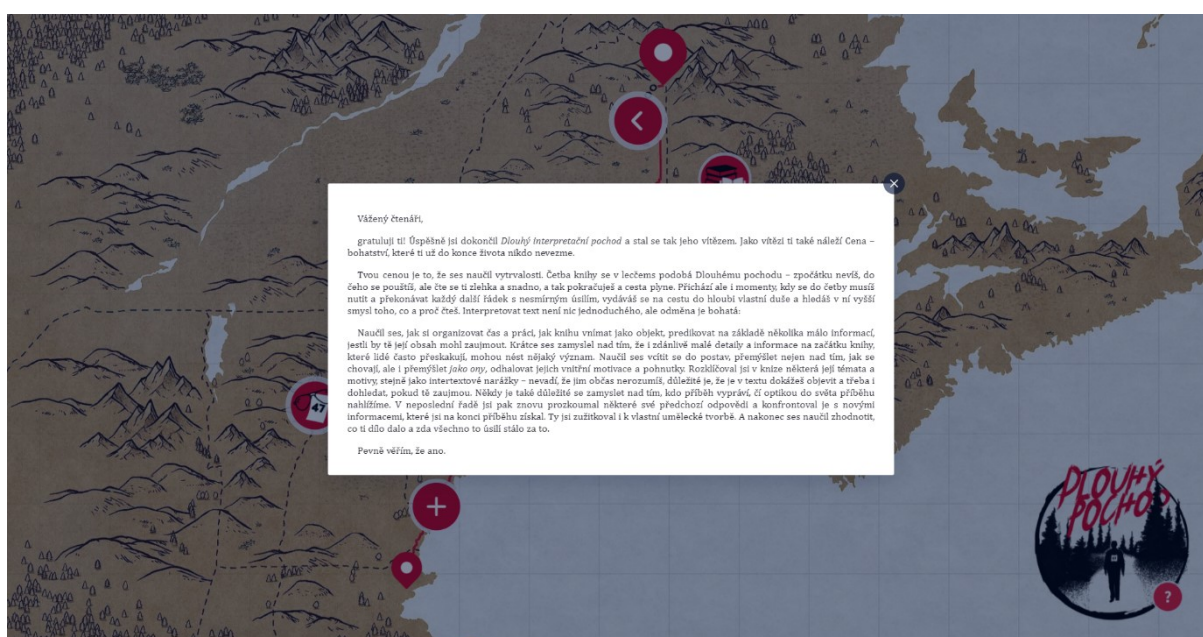 Vážený čtenáři,
gratuluji ti! Úspěšně jsi dokončil Dlouhý interpretační pochod a stal se tak jeho vítězem. Jako vítězi ti také náleží Cena –
bohatství, které ti už do konce života nikdo nevezme.
Tvou cenou je to, že ses naučil vytrvalosti. Četba knihy se v lecčems podobá Dlouhému pochodu – zpočátku nevíš, do
čeho se pouštíš, ale čte se ti zlehka a snadno, a tak pokračuješ a cesta plyne. Přichází ale i momenty, kdy se do četby musíš
nutit a překonávat každý další řádek s nesmírným úsilím, vydáváš se na cestu do hloubi vlastní duše a hledáš v ní vyšší
smysl toho, co a proč čteš. Interpretovat text není nic jednoduchého, ale odměna je bohatá:
Naučil ses, jak si organizovat čas a práci, jak knihu vnímat jako objekt, predikovat na základě několika málo informací,
jestli by tě její obsah mohl zaujmout. Krátce ses zamyslel nad tím, že i zdánlivě malé detaily a informace na začátku knihy,
které lidé často přeskakují, mohou nést nějaký význam. Naučil ses vcítit se do postav, přemýšlet nejen nad tím, jak se
chovají, ale i přemýšlet jako ony, odhalovat jejich vnitřní motivace a pohnutky. Rozklíčoval jsi v knize některá její témata a
motivy, stejně jako intertextové narážky – nevadí, že jim občas nerozumíš, důležité je, že je v textu dokážeš objevit a třeba i
dohledat, pokud tě zaujmou. Někdy je také důležité se zamyslet nad tím, kdo příběh vypráví, čí optikou do světa příběhu
nahlížíme. V neposlední řadě jsi pak znovu prozkoumal některé své předchozí odpovědi a konfrontoval je s novými
informacemi, které jsi na konci příběhu získal. Ty jsi zužitkoval i k vlastní umělecké tvorbě. A nakonec ses naučil zhodnotit,
co ti dílo dalo a zda všechno to úsilí stálo za to.
Pevně věřím, že ano.
47
DLOUHÝ
POCHOD
?